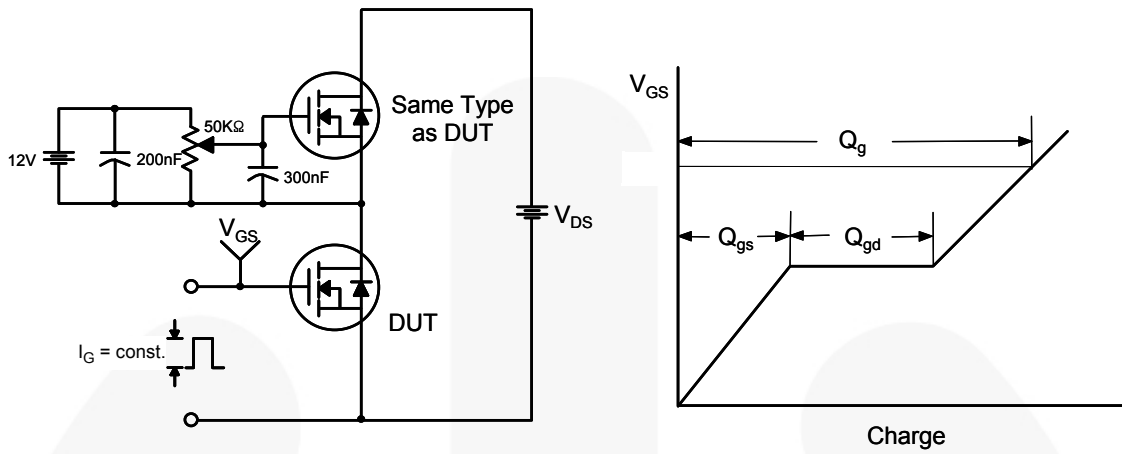 12V
200nF
50KΩ
300nF
Same Type
as DUT
V_DS
V_GS
DUT
I_G = const.
V_GS
Q_g
Q_gs
Q_gd
Charge